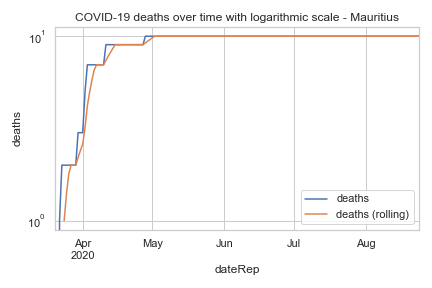 COVID-19 deaths over time with logarithmic scale - Mauritius
10¹
deaths
10⁰
deaths
deaths (rolling)
Apr May Jun Jul Aug
2020
dateRep